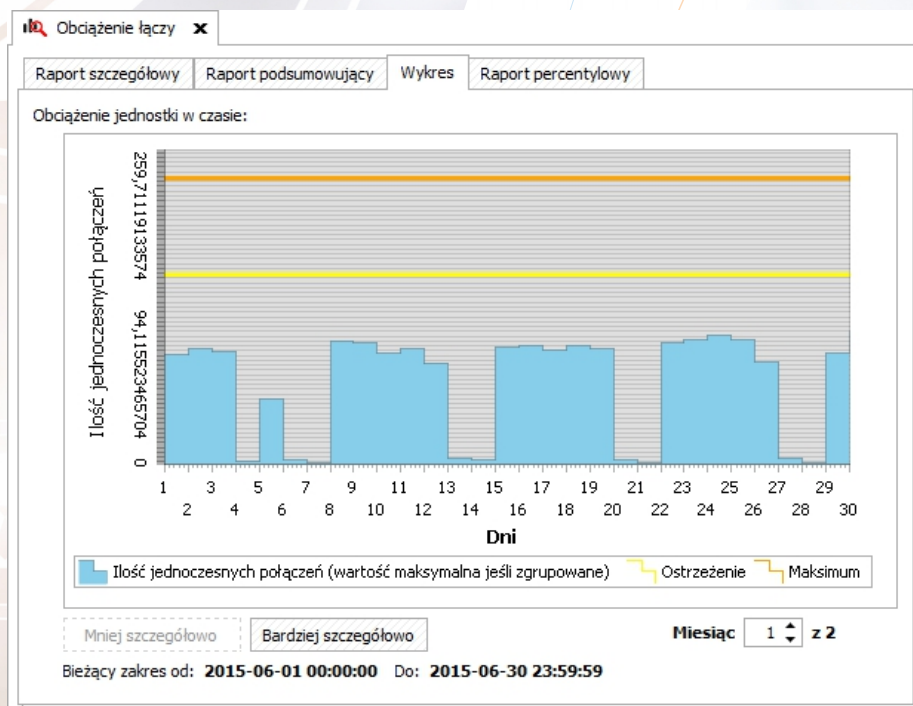 Obciążenie łączy x
Raport szczegółowy Raport podsumowujący Wykres Raport percentylowy
Obciążenie jednostki w czasie:
Ilość jednoczesnych połączeń
259,71119133574
94,115523465704
0
1 3 5 7 9 11 13 15 17 19 21 23 25 27 29
2 4 6 8 10 12 14 16 18 20 22 24 26 28 30
Dni
Ilość jednoczesnych połączeń (wartość maksymalna jeśli zgrupowane) Ostrzeżenie Maksimum
Mniej szczegółowo Bardziej szczegółowo Miesiąc 1 z 2
Bieżący zakres od: 2015-06-01 00:00:00 Do: 2015-06-30 23:59:59